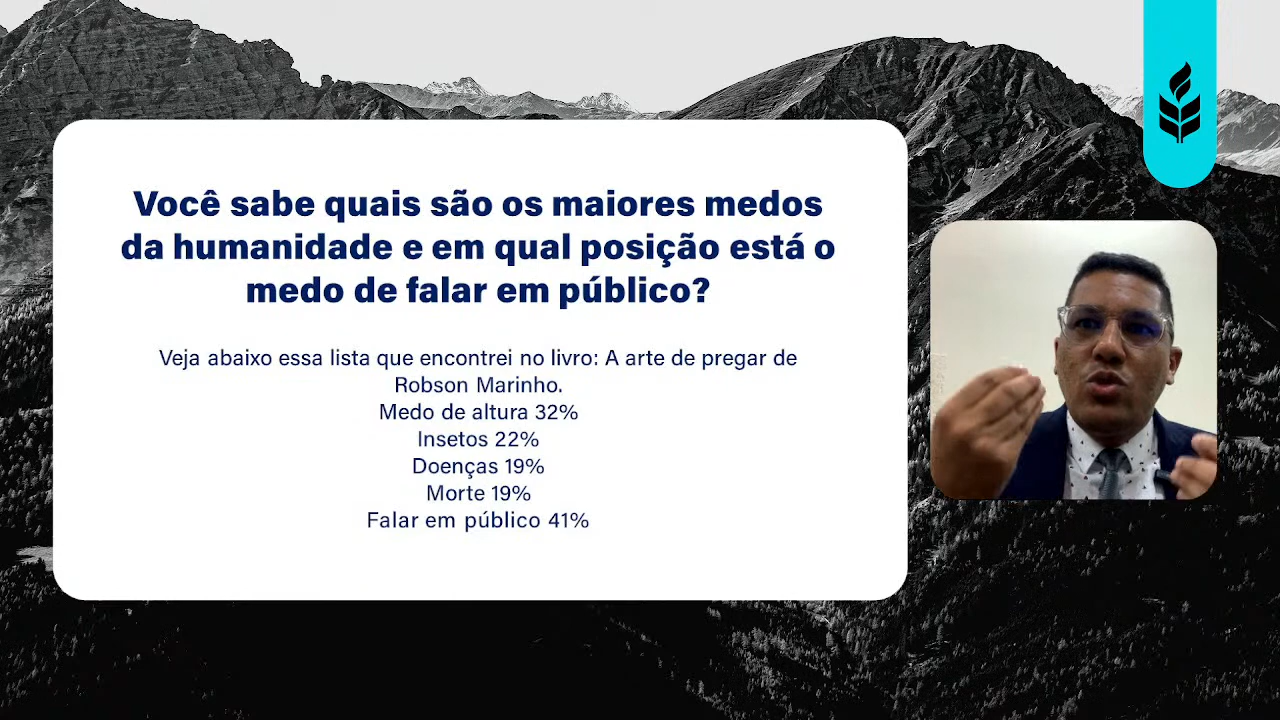 Você sabe quais são os maiores medos
da humanidade e em qual posição está o
medo de falar em público?
Veja abaixo essa lista que encontrei no livro: A arte de pregar de
Robson Marinho.
Medo de altura 32%
Insetos 22%
Doenças 19%
Morte 19%
Falar em público 41%